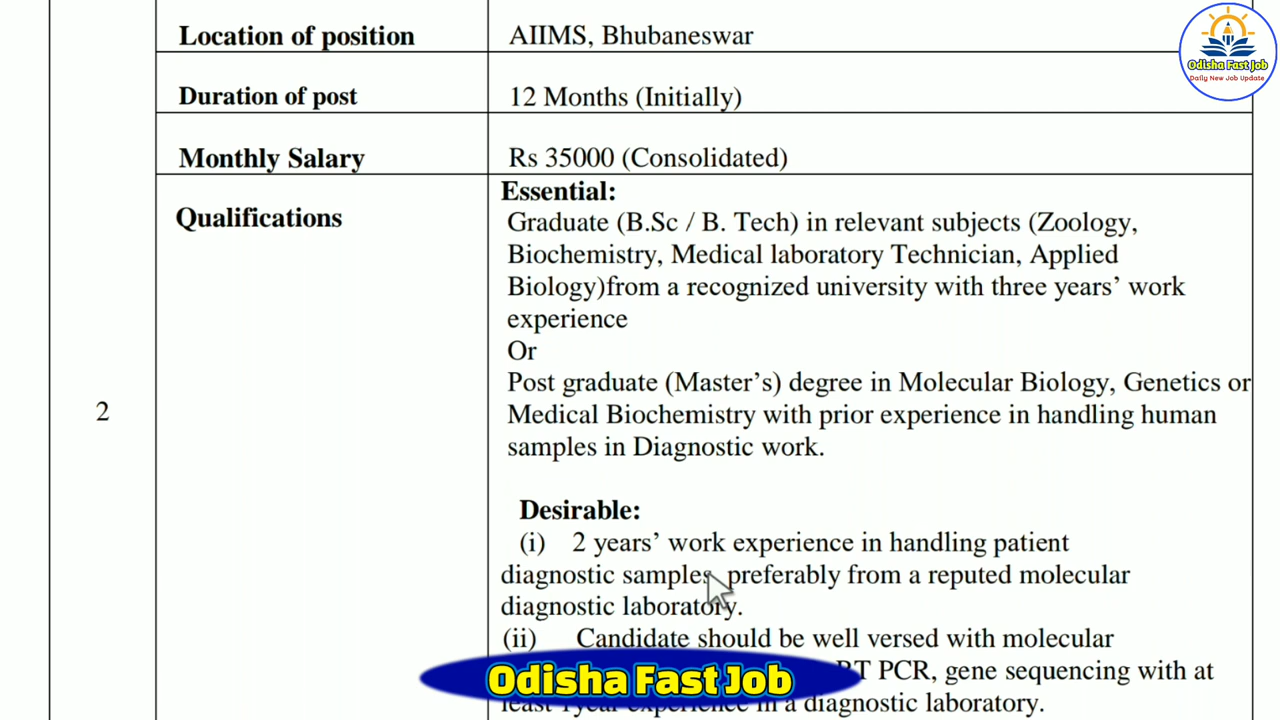 Location of position
AIIMS, Bhubaneswar
Odisha Fast Job
Daily New Job Update
Duration of post
12 Months (Initially)
Monthly Salary
Rs 35000 (Consolidated)
Qualifications
Essential:
Graduate (B.Sc / B. Tech) in relevant subjects (Zoology,
Biochemistry, Medical laboratory Technician, Applied
Biology)from a recognized university with three years’ work
experience
Or
Post graduate (Master’s) degree in Molecular Biology, Genetics or
2
Medical Biochemistry with prior experience in handling human
samples in Diagnostic work.
Desirable:
(i) 2 years’ work experience in handling patient
diagnostic samples, preferably from a reputed molecular
diagnostic laboratory.
(ii) Candidate should be well versed with molecular
RT PCR, gene sequencing with at
Odisha Fast Job
least 1year experience in a diagnostic laboratory.